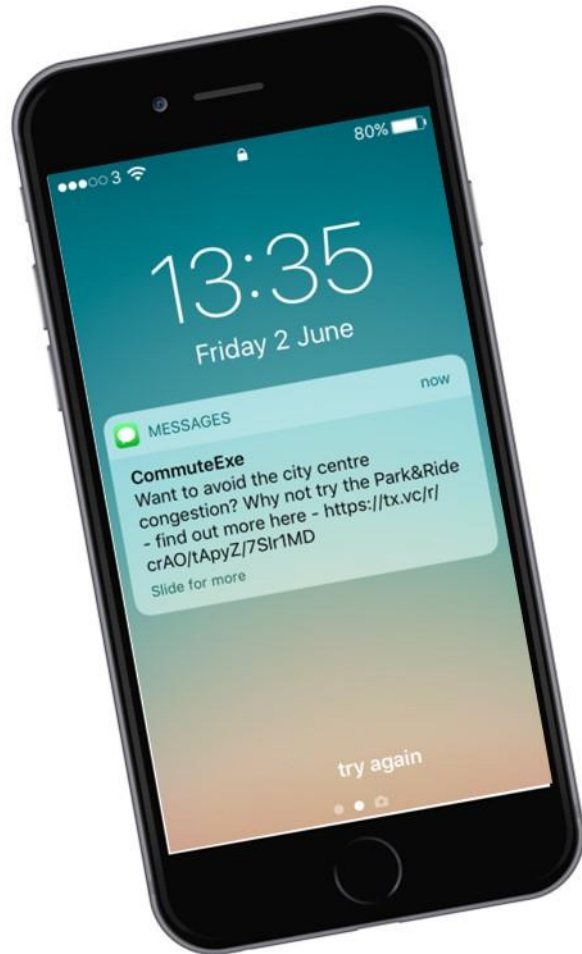 3 80%
13:35
Friday 2 June
MESSAGES now
CommuteExe
Want to avoid the city centre
congestion? Why not try the Park&Ride
- find out more here - https://tx.vc/r/
crAO/tApyZ/7SIr1MD
Slide for more
try again